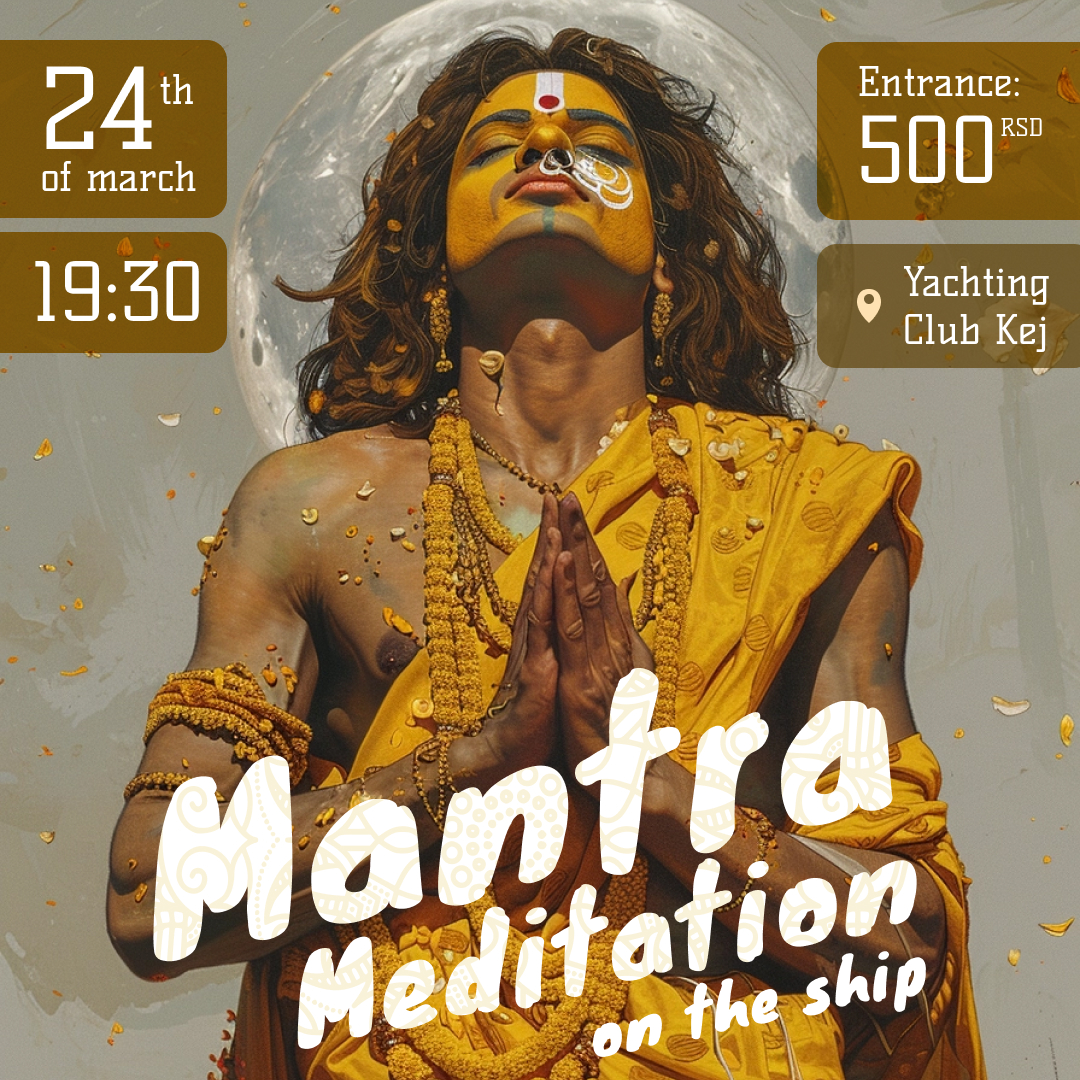 24th
of march
19:30
Entrance:
500 RSD
Yachting
Club Kej
Mantra
Meditation
on the ship